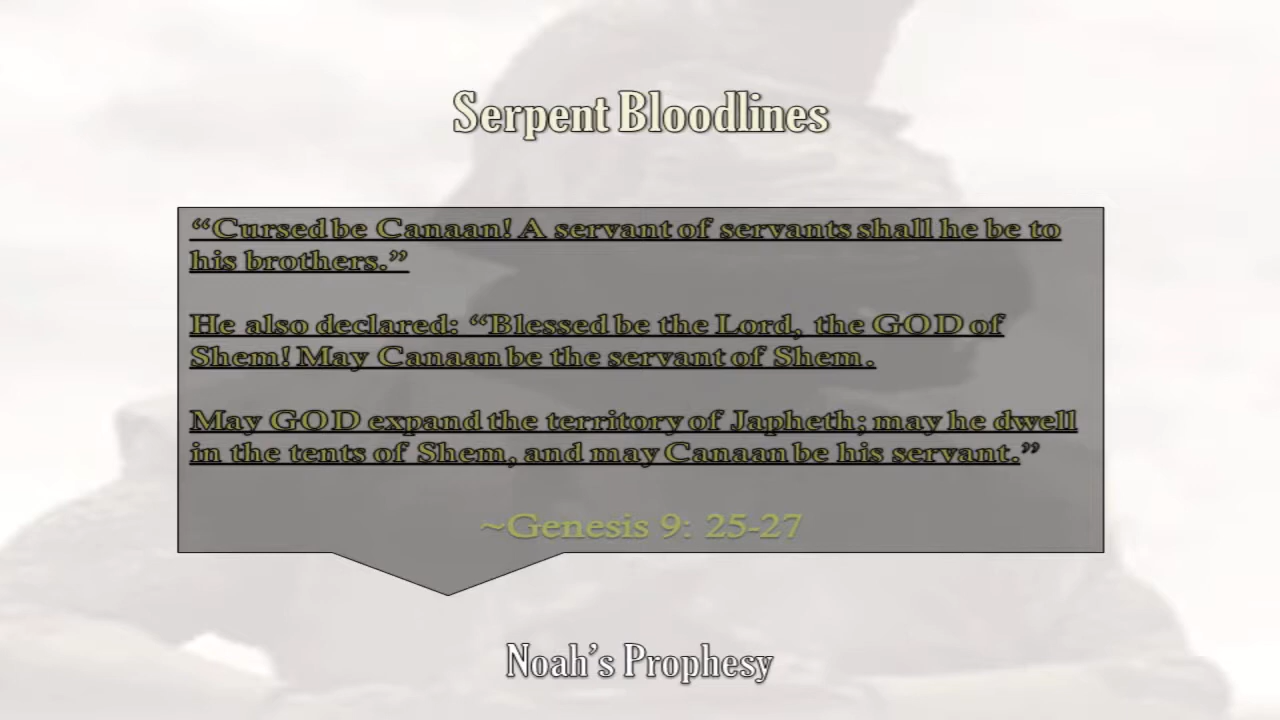 Serpent Bloodlines
“Cursed be Canaan! A servant of servants shall he be to
his brothers.”
He also declared: “Blessed be the Lord, the GOD of
Shem! May Canaan be the servant of Shem.
May GOD expand the territory of Japheth; may he dwell
in the tents of Shem, and may Canaan be his servant.”
~Genesis 9: 25-27
Noah’s Prophesy